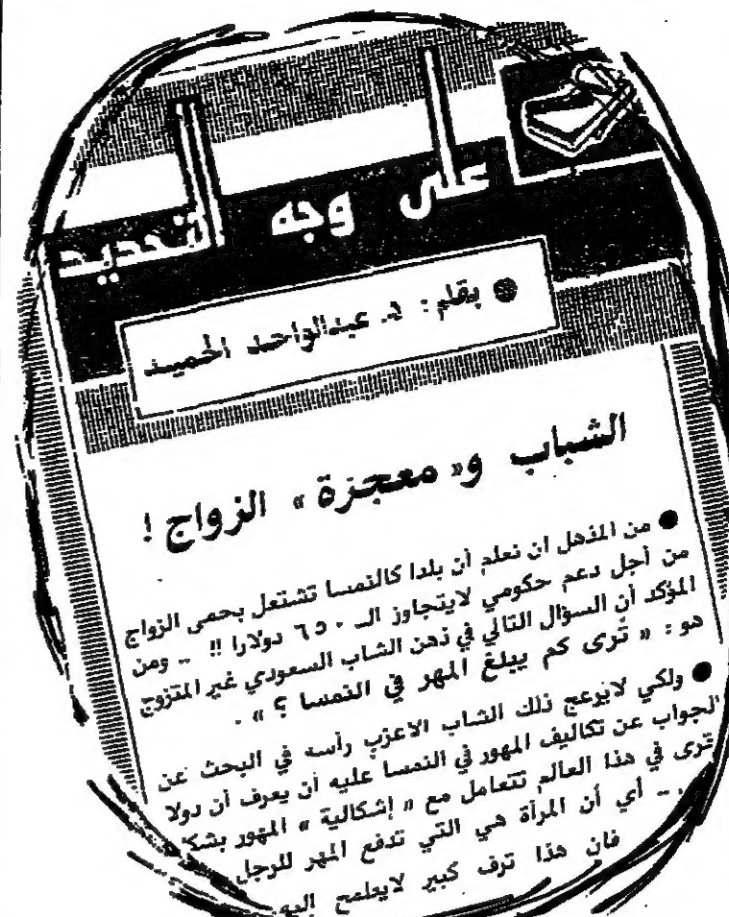 على وجه التحديد
● بقلم : د. عبدالواحد الحميد
الشباب و« معجزة » الزواج !
● من المذهل ان نعلم أن بلدا كالنمسا تشتعل بحمى الزواج
من أجل دعم حكومي لايتجاوز الـ ٦٥٠ دولارا !! .. ومن
المؤكد أن السؤال التالي في ذهن الشاب السعودي غير المتزوج
هو : « تُرى كم يبلغ المهر في النمسا ؟ » .
● ولكي لايزعج ذلك الشاب الأعزب رأسه في البحث عن
الجواب عن تكاليف المهور في النمسا عليه أن يعرف أن دولا
أخرى في هذا العالم تتعامل مع « إشكالية » المهور
.. أي أن المرأة هي التي تدفع المهر للرجل
فان هذا ترف كبير لايطمح اليه